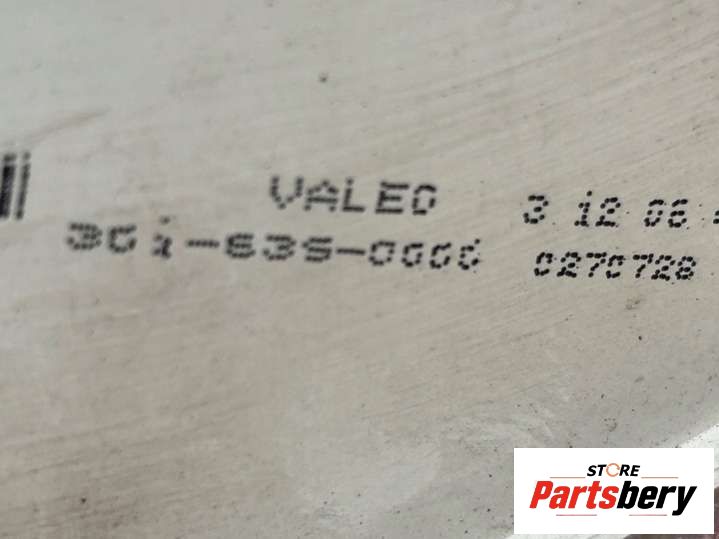 VALEO
3 12 06
0270728
STORE
Partsbery